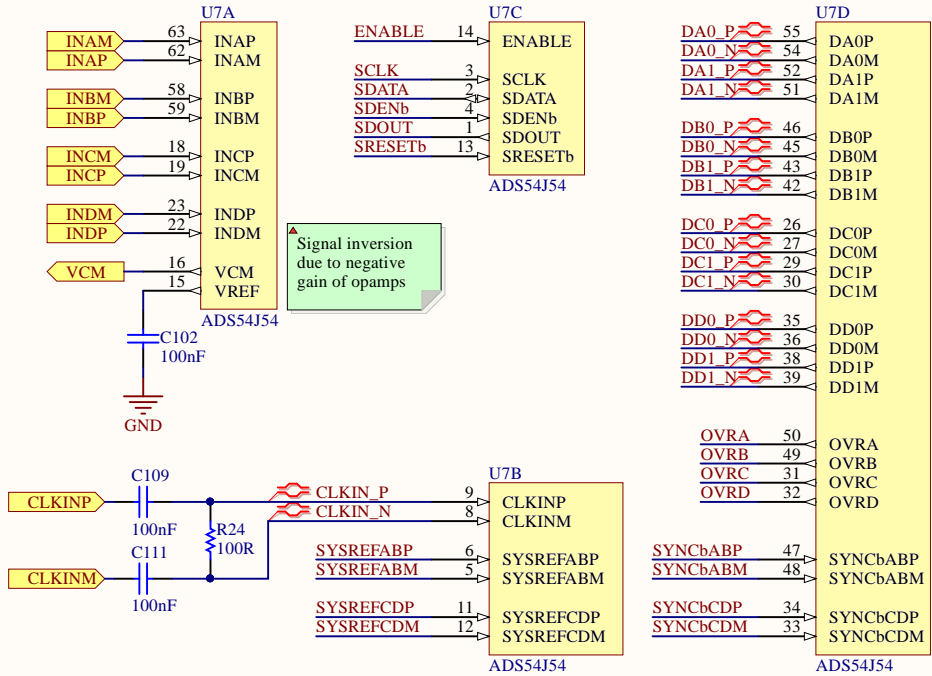 U7A
INAM 63 INAP
INAP 62 INAM
INBM 58 INBP
INBP 59 INBM
INCM 18 INCP
INCP 19 INCM
INDM 23 INDP
INDP 22 INDM
VCM 16 VCM
15 VREF
ADS54J54
C102
100nF
GND
Signal inversion
due to negative
gain of opamps
U7C
ENABLE 14 ENABLE
SCLK 3 SCLK
SDATA 2 SDATA
SDENb 4 SDENb
SDOUT 1 SDOUT
SRESETb 13 SRESETb
ADS54J54
U7D
DA0_P 55 DA0P
DA0_N 54 DA0M
DA1_P 52 DA1P
DA1_N 51 DA1M
DB0_P 46 DB0P
DB0_N 45 DB0M
DB1_P 43 DB1P
DB1_N 42 DB1M
DC0_P 26 DC0P
DC0_N 27 DC0M
DC1_P 29 DC1P
DC1_N 30 DC1M
DD0_P 35 DD0P
DD0_N 36 DD0M
DD1_P 38 DD1P
DD1_N 39 DD1M
OVRA 50 OVRA
OVRB 49 OVRB
OVRC 31 OVRC
OVRD 32 OVRD
SYNCbABP 47 SYNCbABP
SYNCbABM 48 SYNCbABM
SYNCbCDP 34 SYNCbCDP
SYNCbCDM 33 SYNCbCDM
ADS54J54
C109
CLKINP
100nF
R24
100R
C111
CLKINM
100nF
U7B
CLKIN_P 9 CLKINP
CLKIN_N 8 CLKINM
SYSREFABP 6 SYSREFABP
SYSREFABM 5 SYSREFABM
SYSREFCDP 11 SYSREFCDP
SYSREFCDM 12 SYSREFCDM
ADS54J54